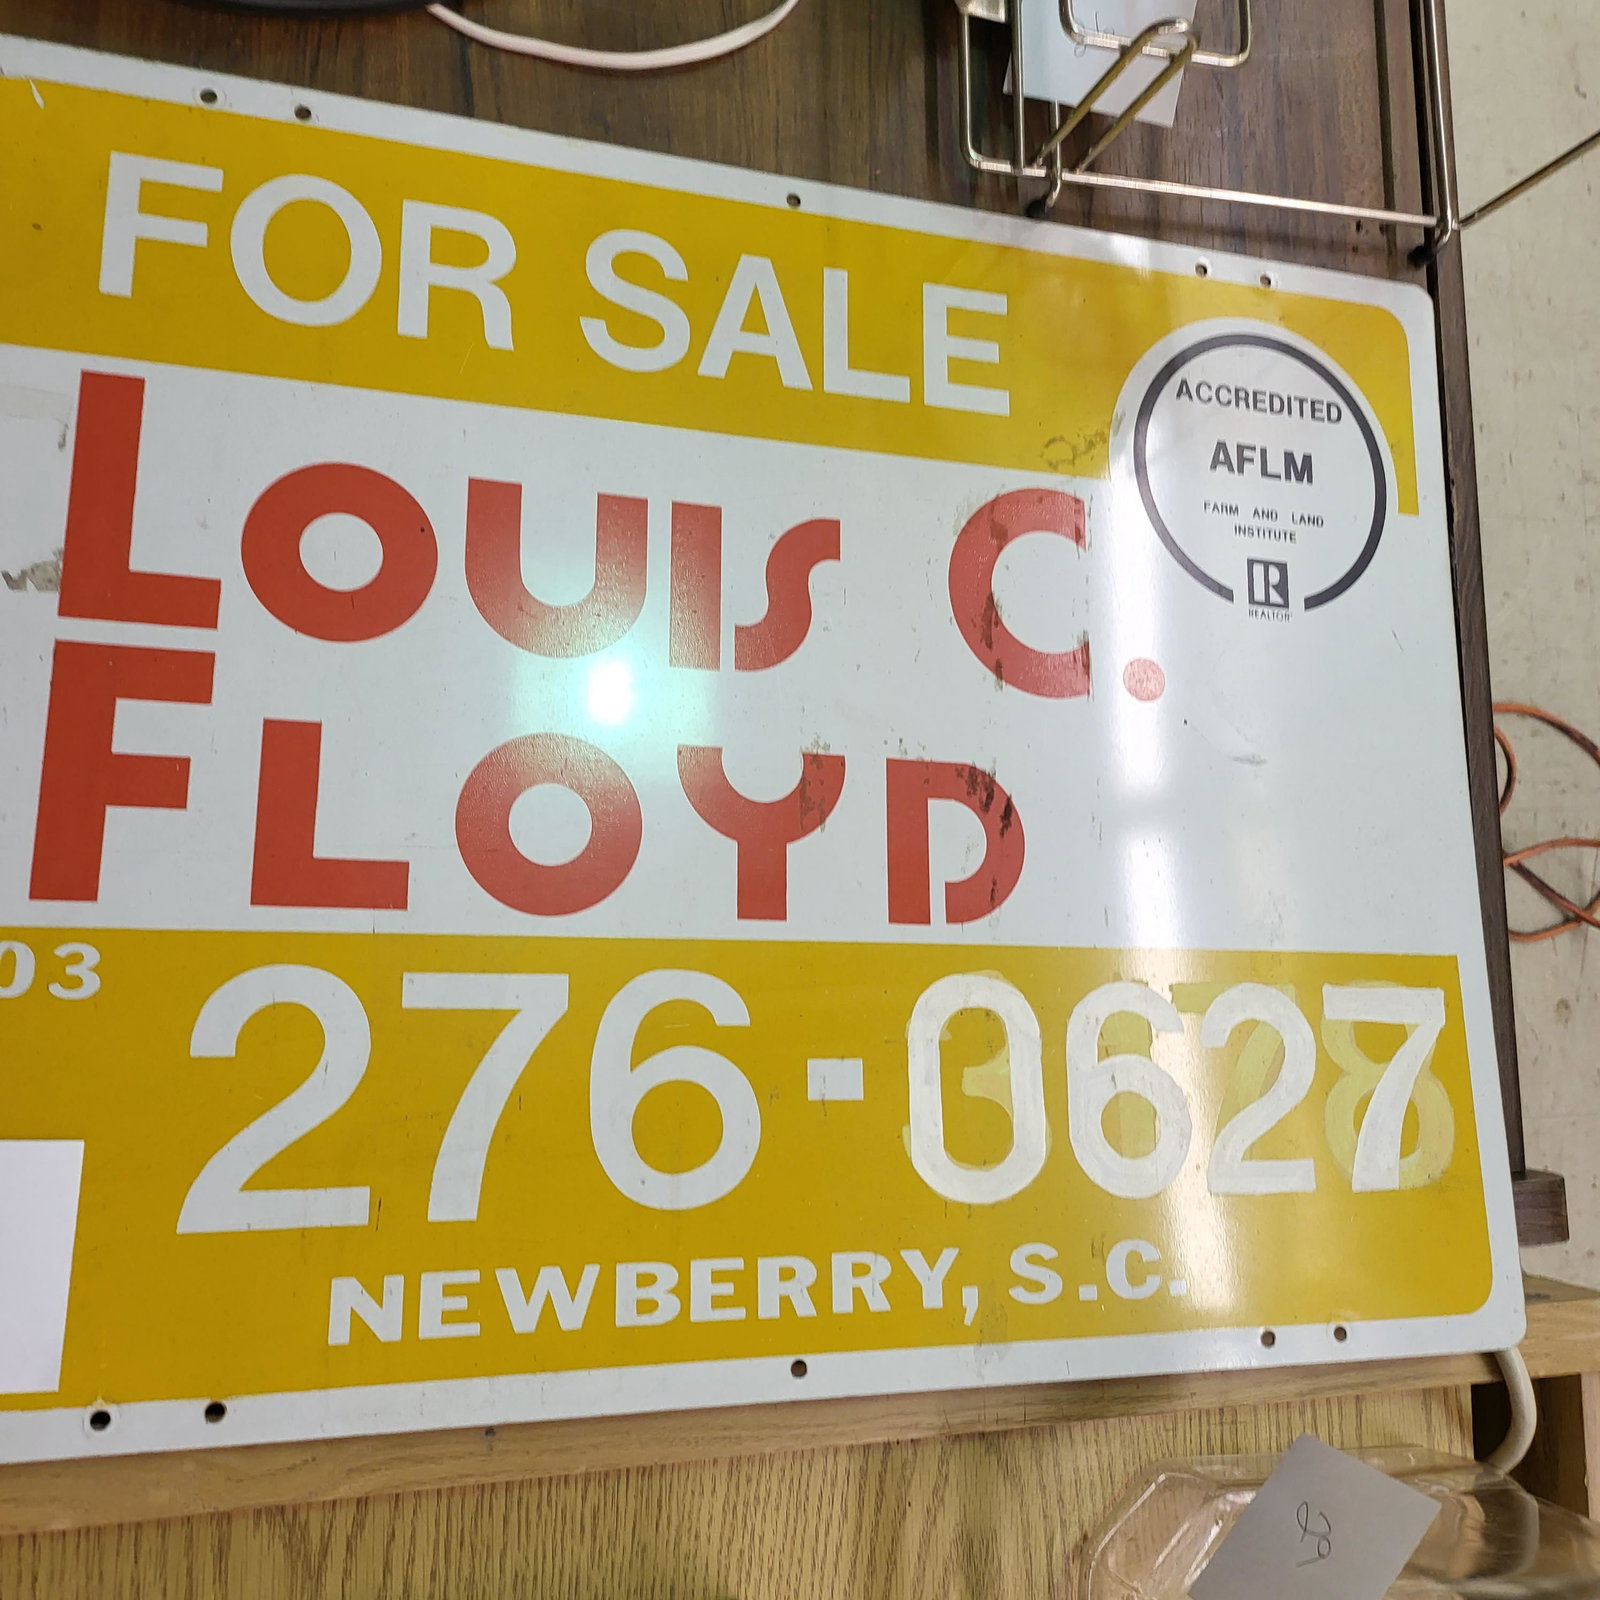 FOR SALE
ACCREDITED
AFLM
FARM AND LAND
INSTITUTE
R
REALTOR
LOUIS C.
FLOYD
03
276-0627
NEWBERRY, S.C.